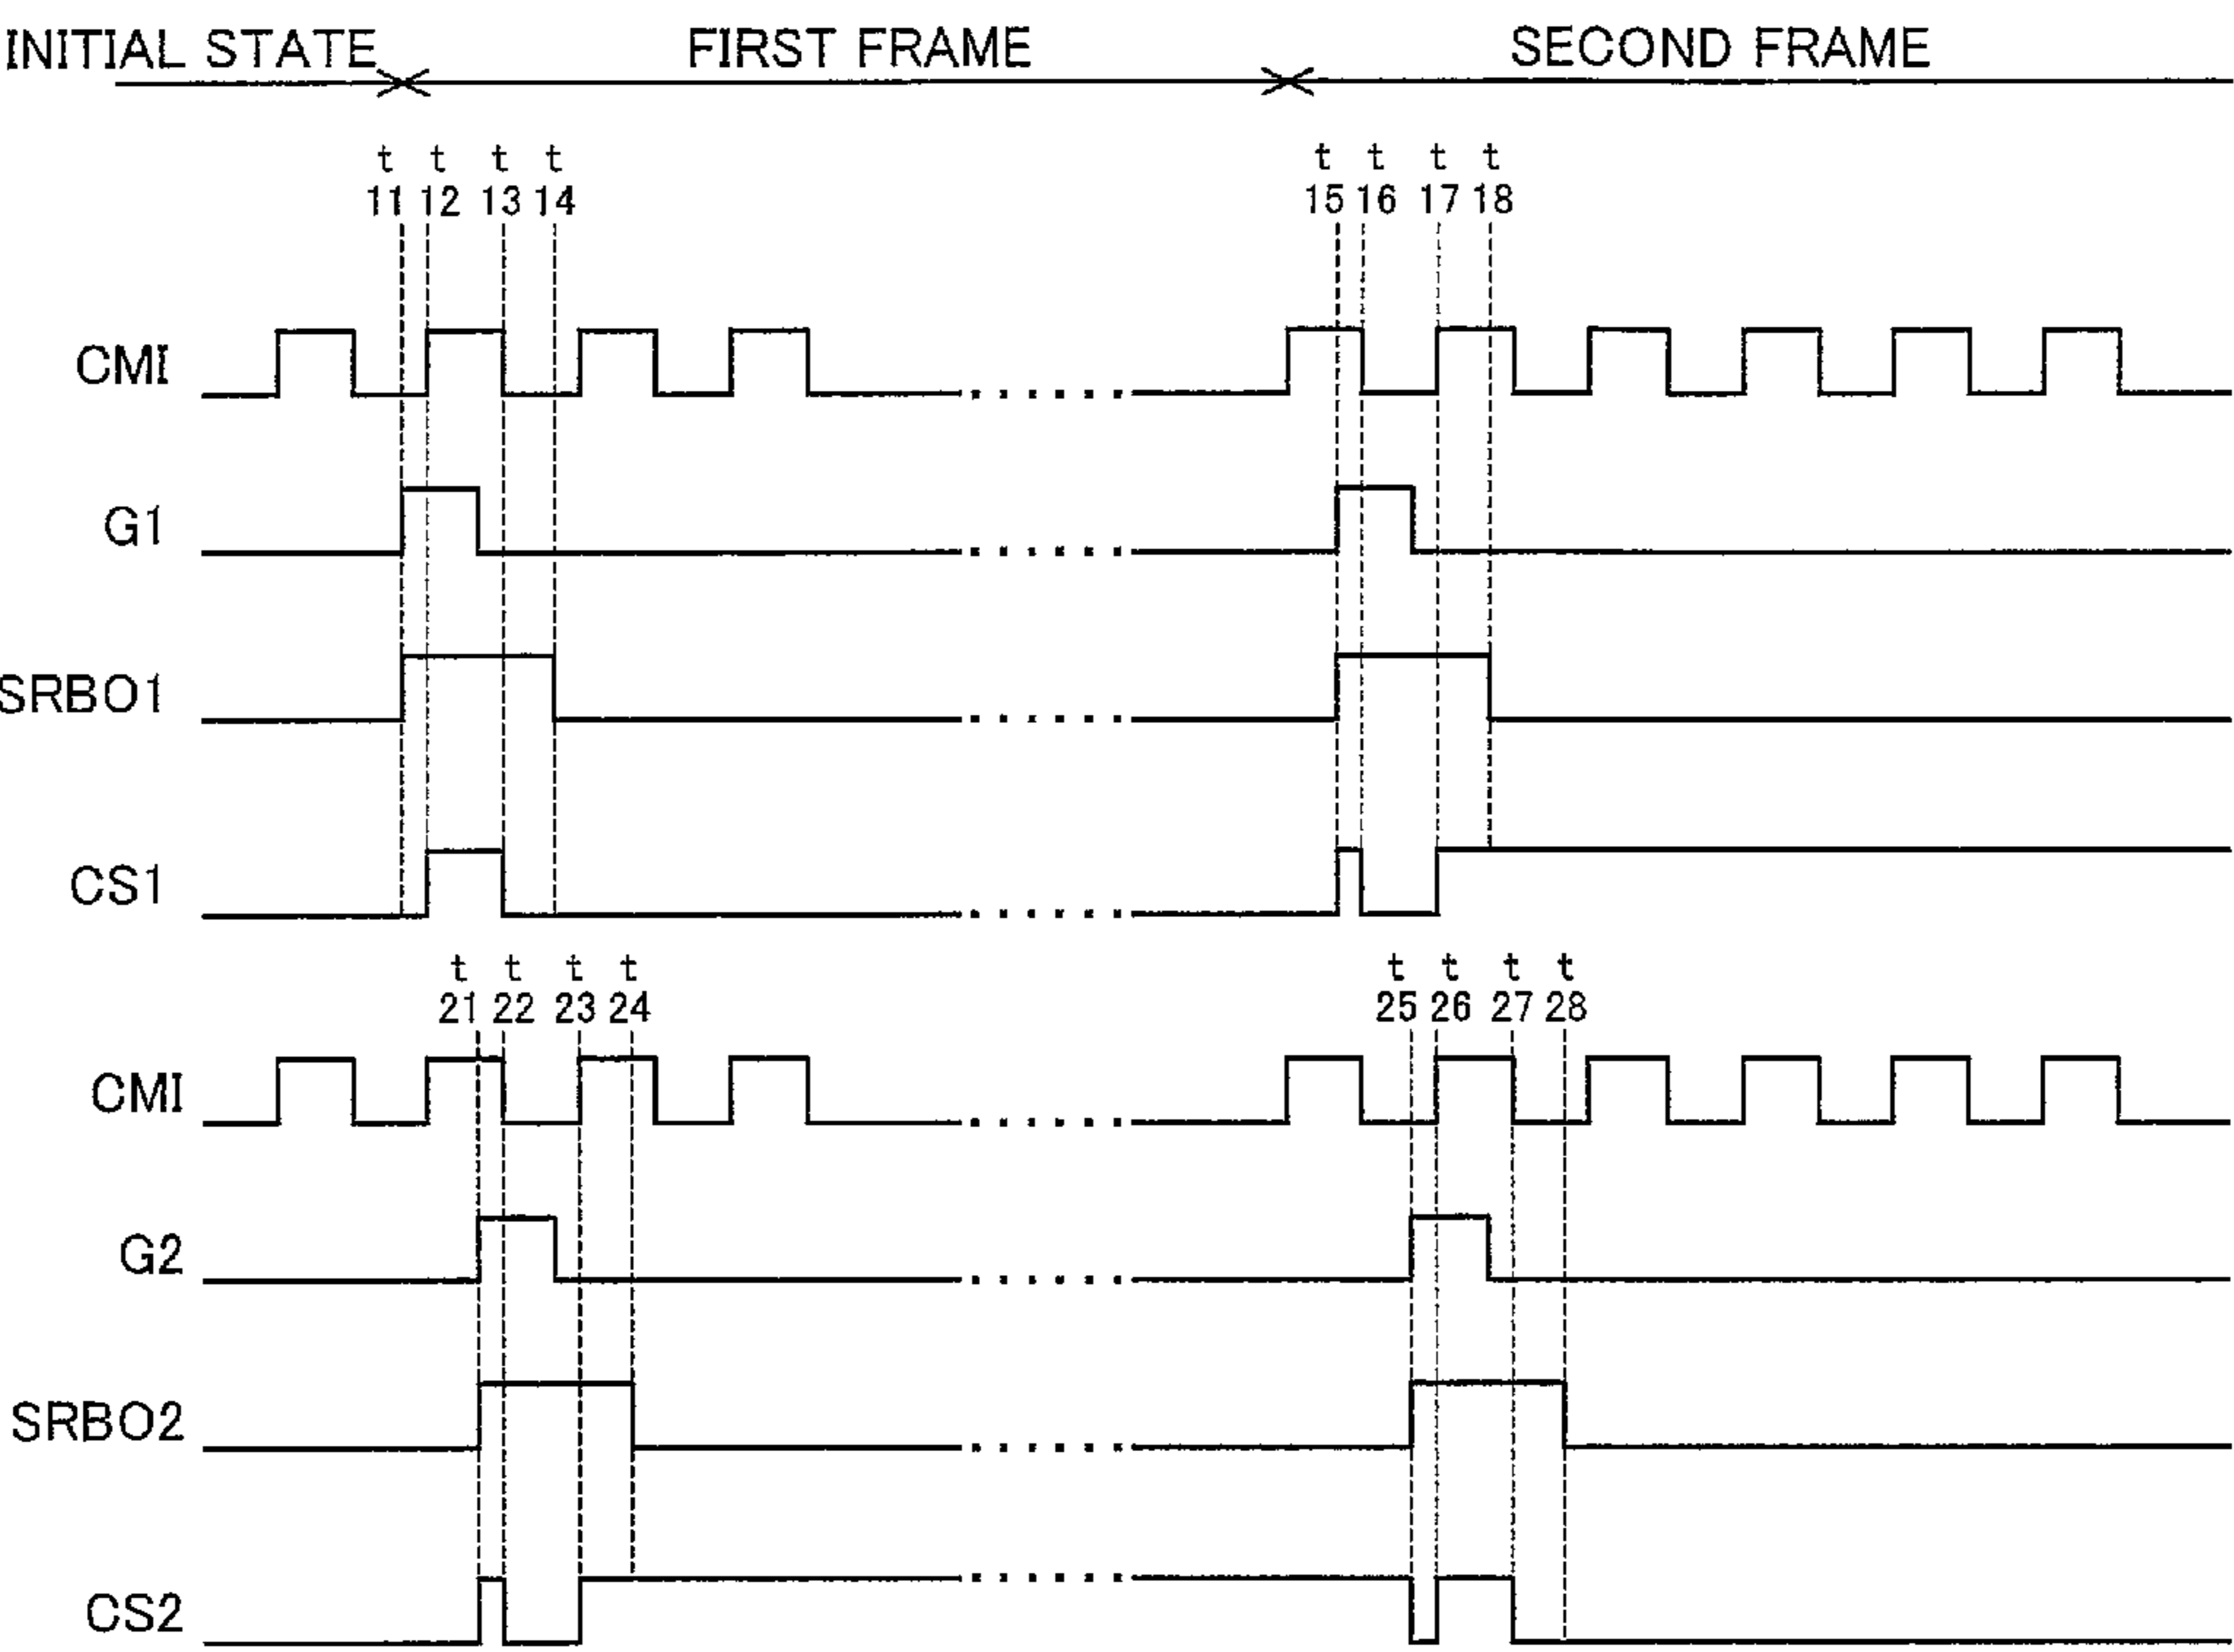 INITIAL STATE FIRST FRAME SECOND FRAME
t t t t t t t t
11 12 13 14 15 16 17 18
CMI
G1
SRBO1
CS1
t t t t t t t t
21 22 23 24 25 26 27 28
CMI
G2
SRBO2
CS2